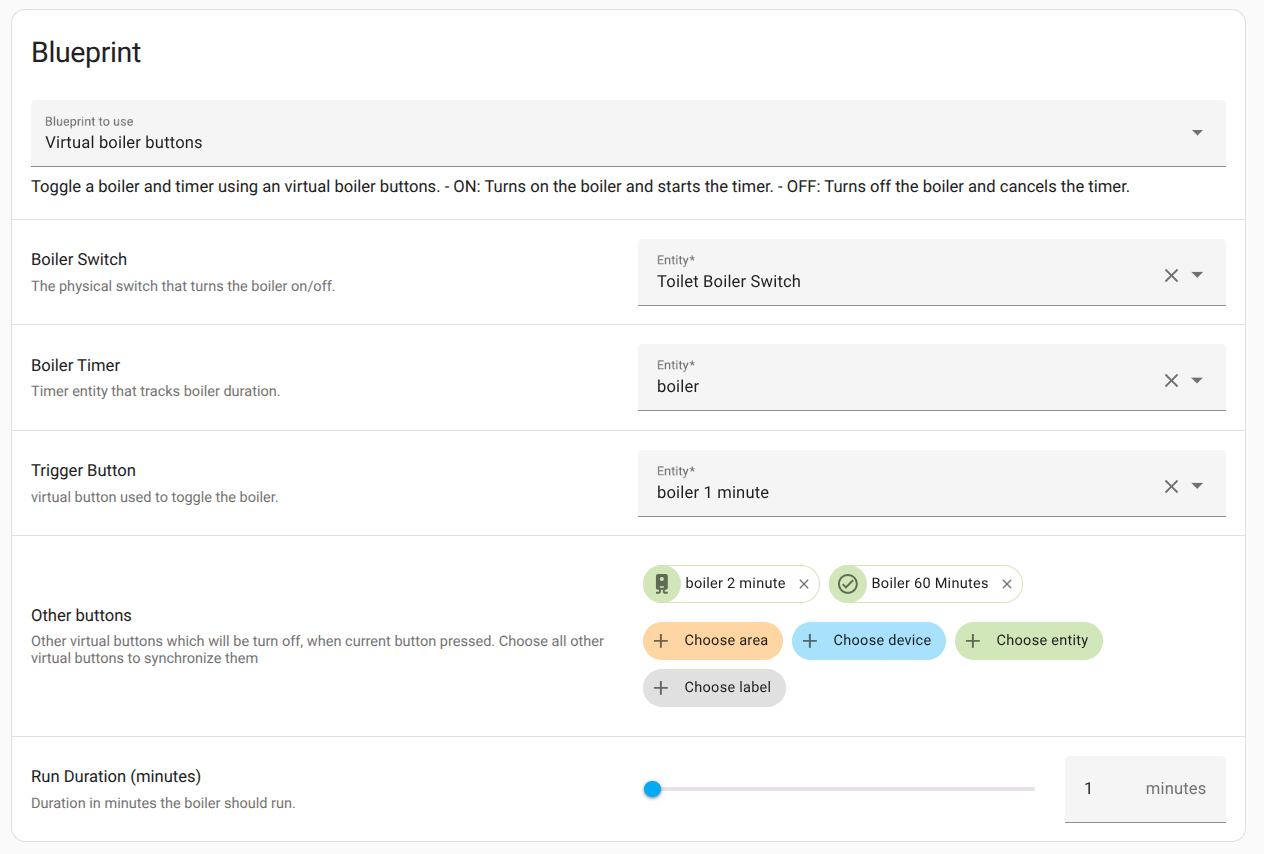 Blueprint
Blueprint to use
Virtual boiler buttons
Toggle a boiler and timer using an virtual boiler buttons. - ON: Turns on the boiler and starts the timer. - OFF: Turns off the boiler and cancels the timer.
Boiler Switch
The physical switch that turns the boiler on/off.
Entity*
Toilet Boiler Switch
Boiler Timer
Timer entity that tracks boiler duration.
Entity*
boiler
Trigger Button
virtual button used to toggle the boiler.
Entity*
boiler 1 minute
Other buttons
Other virtual buttons which will be turn off, when current button pressed. Choose all other
virtual buttons to synchronize them
boiler 2 minute
Boiler 60 Minutes
Choose area
Choose device
Choose entity
Choose label
Run Duration (minutes)
Duration in minutes the boiler should run.
1 minutes